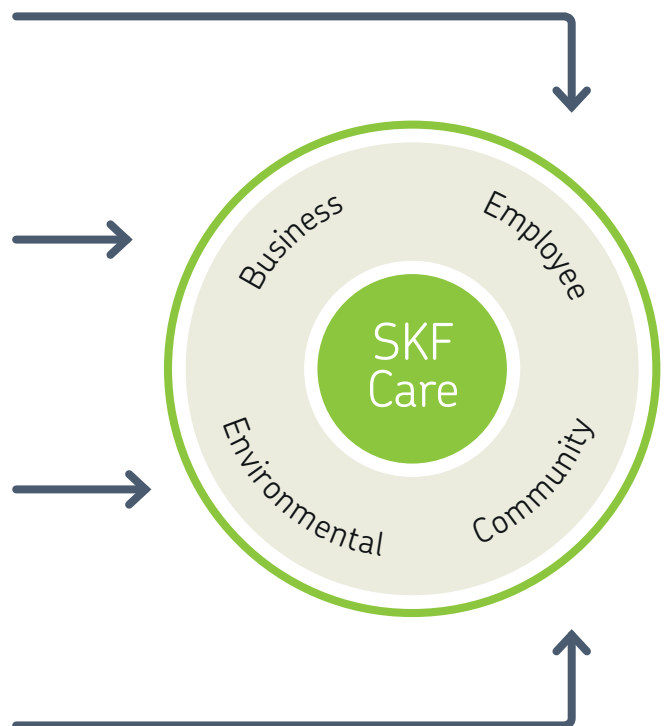 Business
Employee
SKF
Care
Environmental
Community